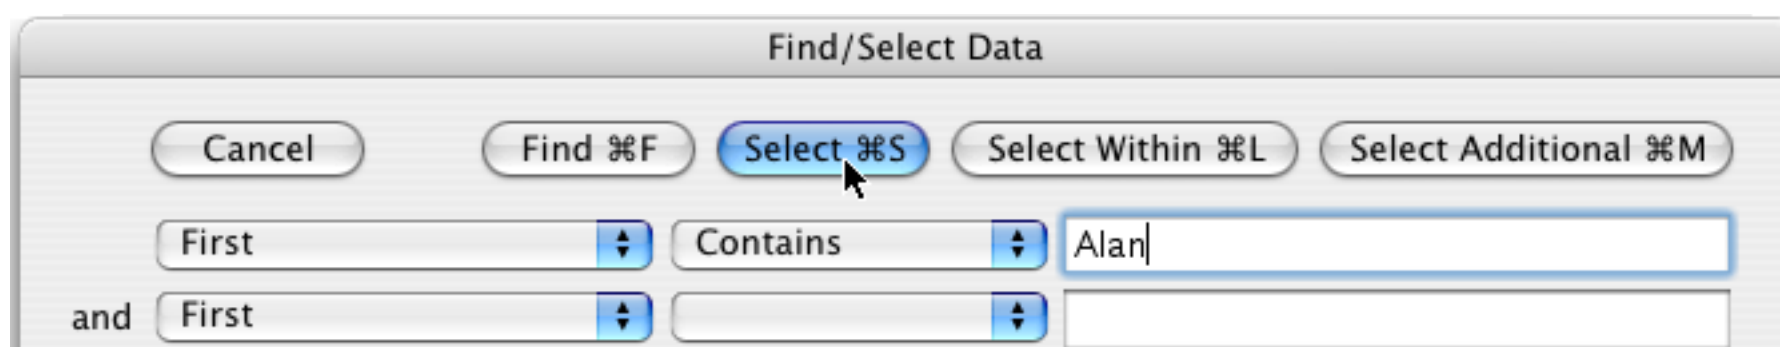 Find/Select Data
Cancel Find ⌘F Select ⌘S Select Within ⌘L Select Additional ⌘M
First Contains Alan
and First